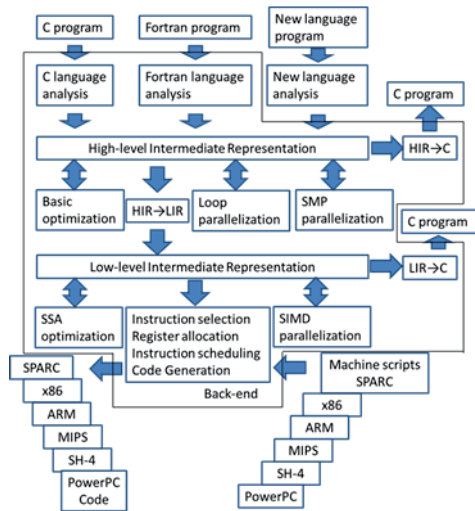 C program
Fortran program
New language
program
C language
analysis
Fortran language
analysis
New language
analysis
C program
High-level Intermediate Representation
HIR→C
Basic
optimization
HIR→LIR
Loop
parallelization
SMP
parallelization
C program
Low-level Intermediate Representation
LIR→C
SSA
optimization
Instruction selection
Register allocation
Instruction scheduling
Code Generation
SIMD
parallelization
Back-end
SPARC
x86
ARM
MIPS
SH-4
PowerPC
Code
Machine scripts
SPARC
x86
ARM
MIPS
SH-4
PowerPC